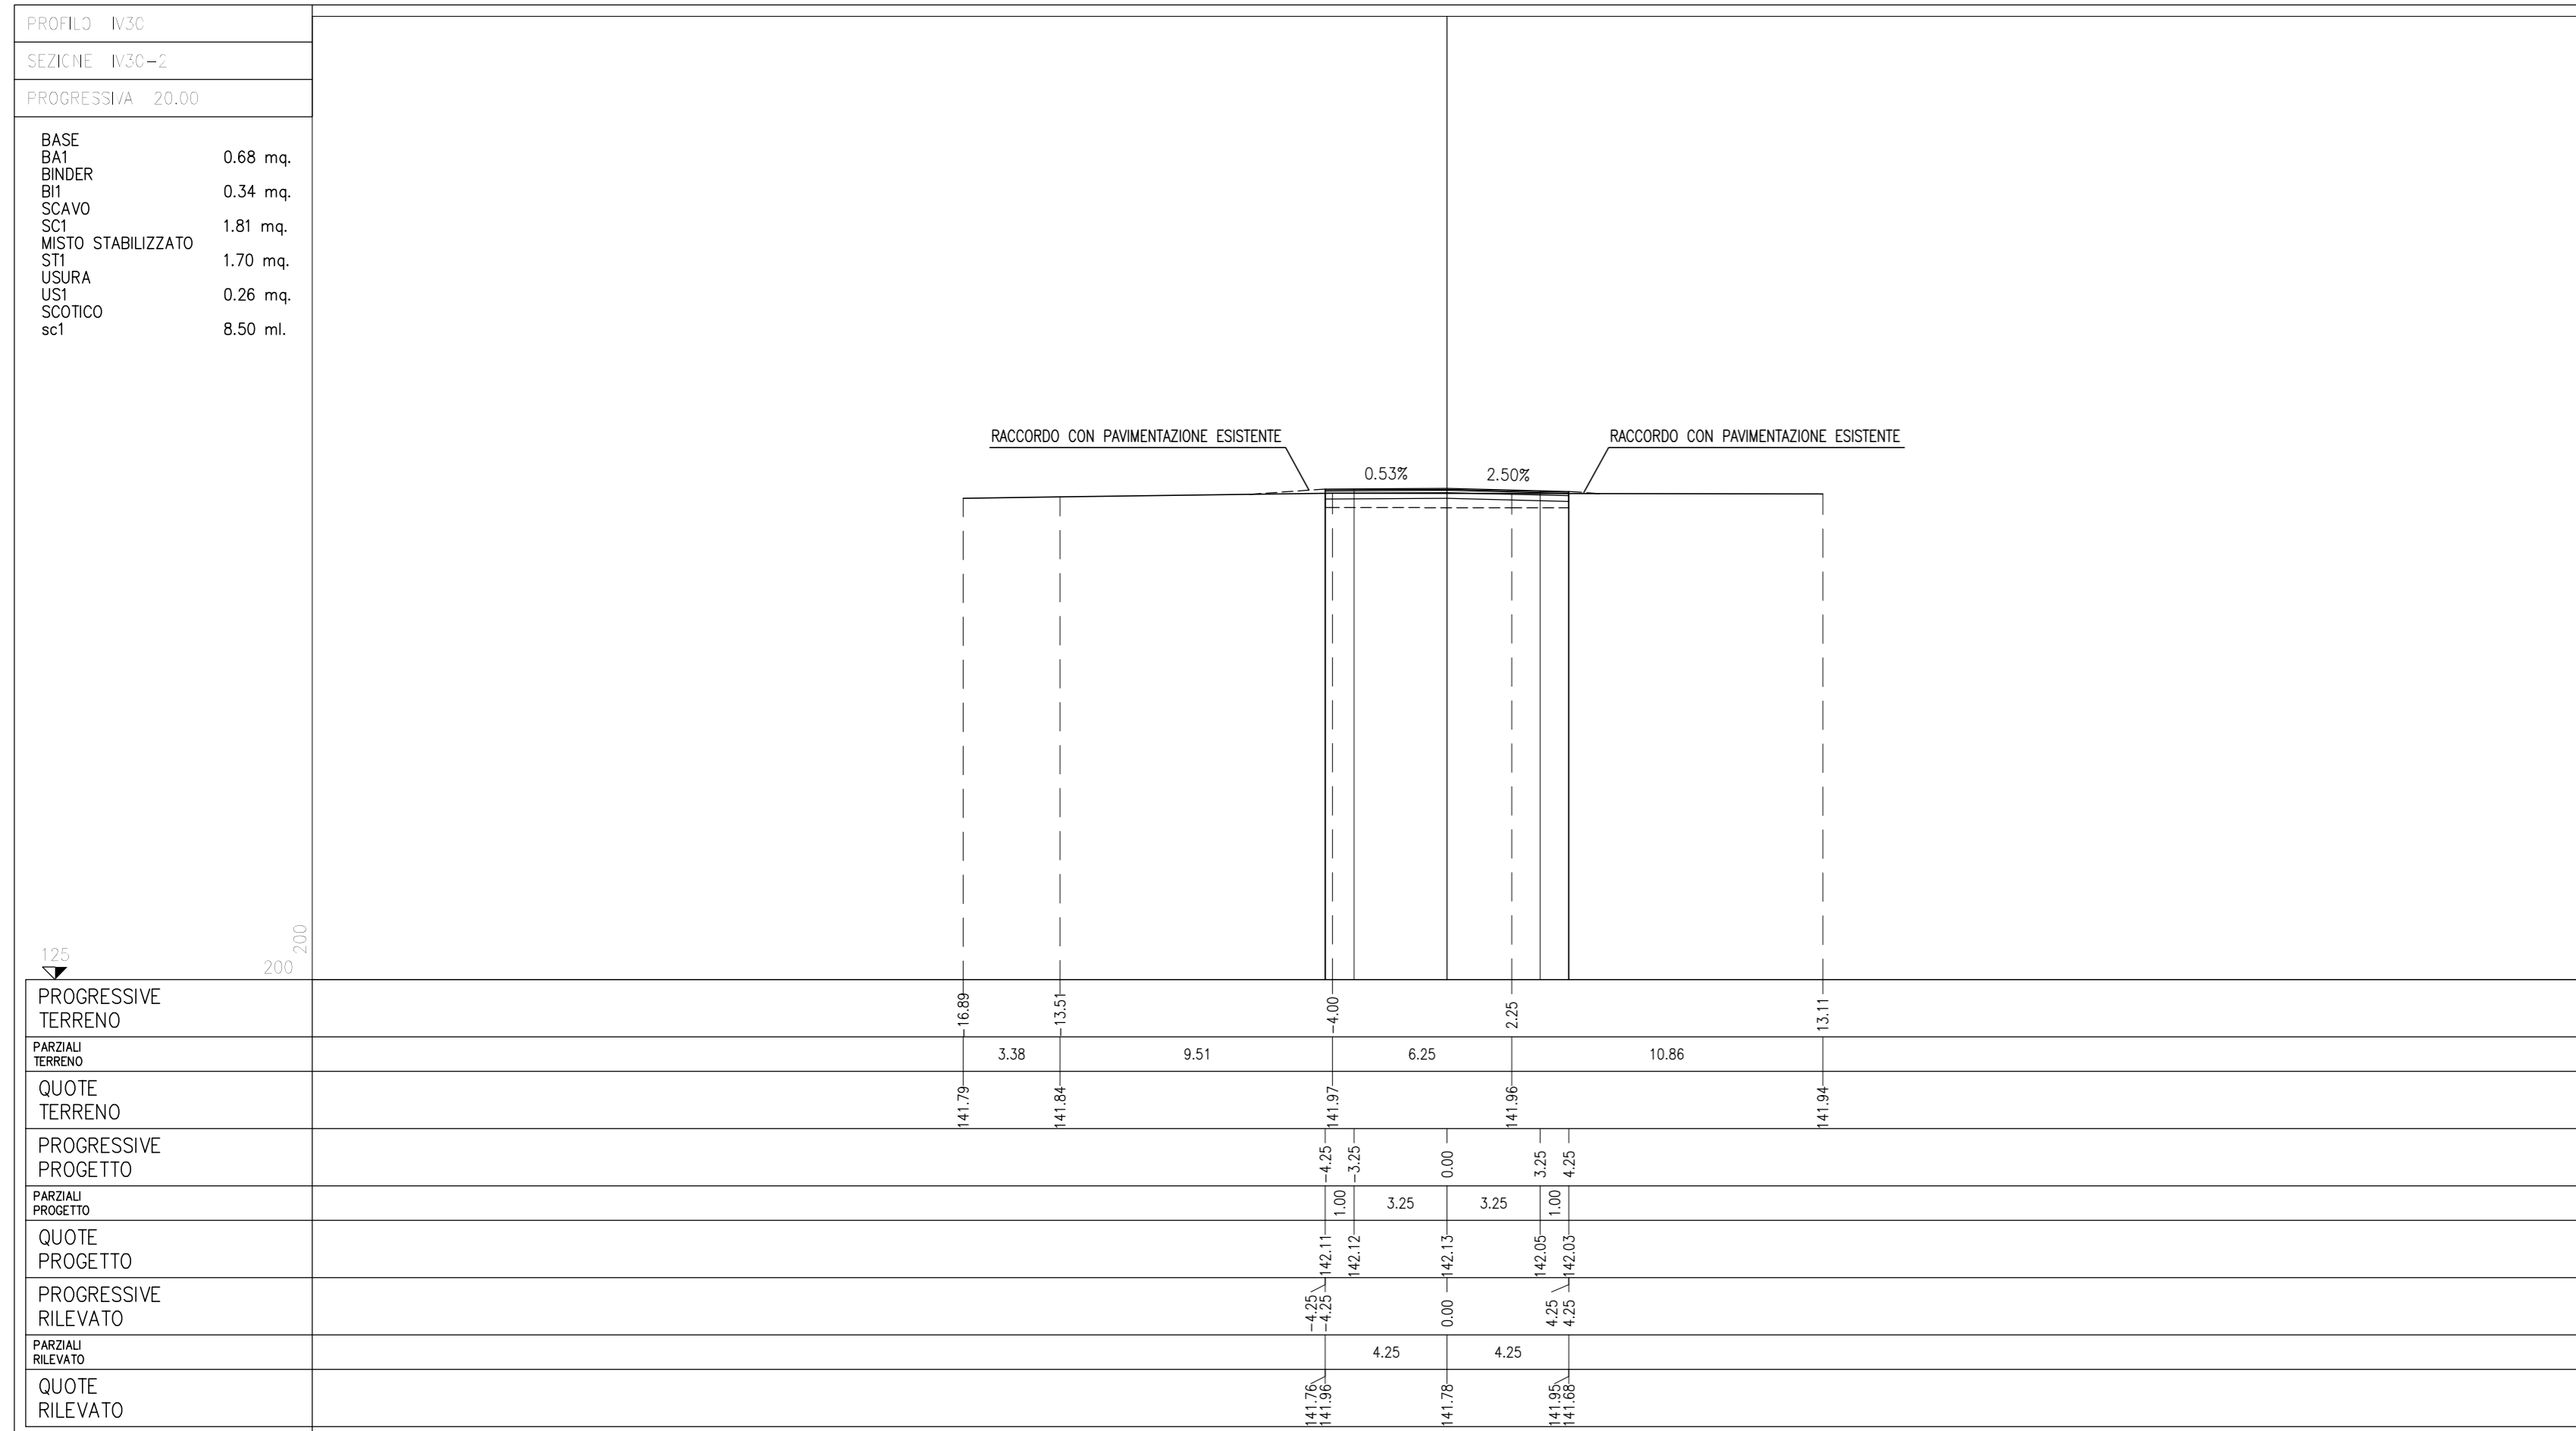 PROFILO IV30
SEZIONE IV30-2
PROGRESSIVA 20.00
BASE
BA1 0.68 mq.
BINDER
BI1 0.34 mq.
SCAVO
SC1 1.81 mq.
MISTO STABILIZZATO
ST1 1.70 mq.
USURA
US1 0.26 mq.
SCOTICO
sc1 8.50 ml.
RACCORDO CON PAVIMENTAZIONE ESISTENTE
RACCORDO CON PAVIMENTAZIONE ESISTENTE
0.53% 2.50%
125
200
200
PROGRESSIVE
TERRENO
-16.89 -13.51 -4.00 2.25 13.11
PARZIALI
TERRENO
3.38 9.51 6.25 10.86
QUOTE
TERRENO
141.79 141.84 141.97 141.96 141.94
PROGRESSIVE
PROGETTO
-4.25 -3.25 0.00 3.25 4.25
PARZIALI
PROGETTO
1.00 3.25 3.25 1.00
QUOTE
PROGETTO
142.11 142.12 142.13 142.05 142.03
PROGRESSIVE
RILEVATO
-4.25 -4.25 0.00 4.25 4.25
PARZIALI
RILEVATO
4.25 4.25
QUOTE
RILEVATO
141.76 141.96 141.78 141.95 141.68